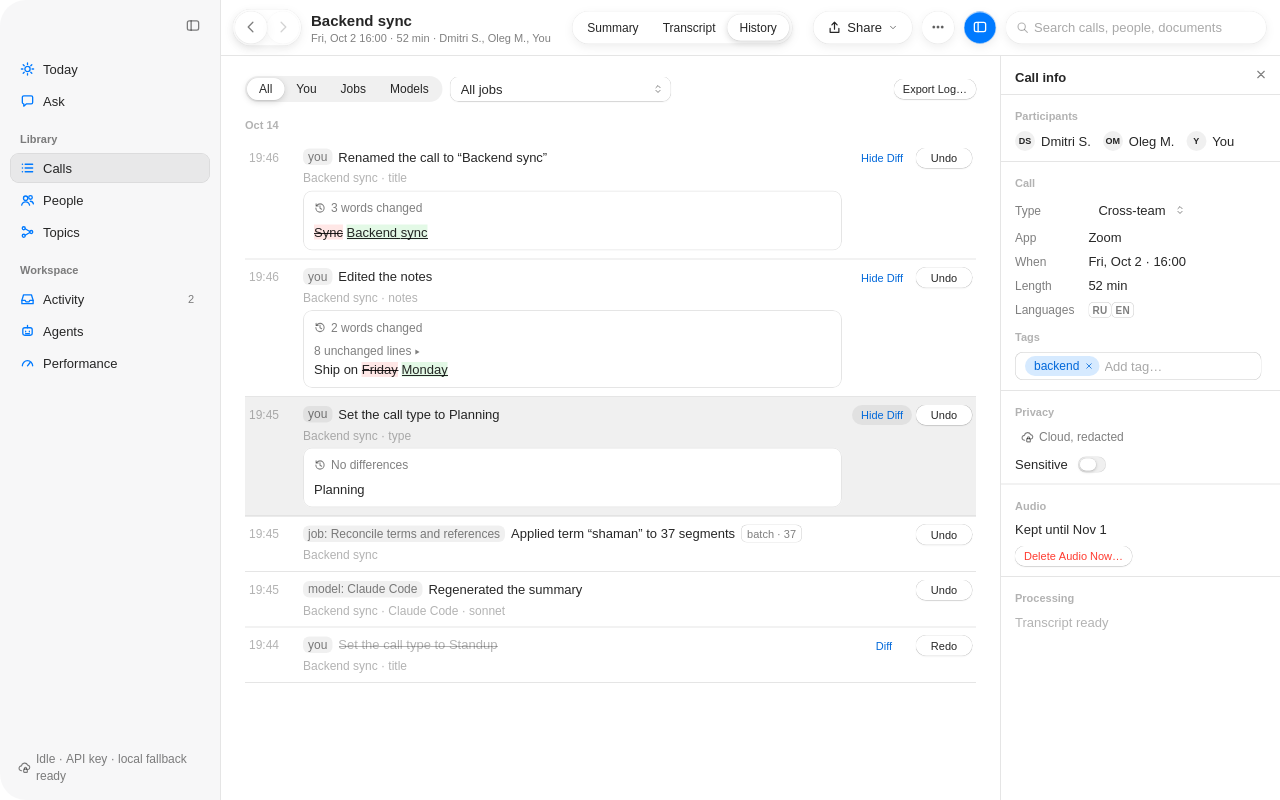 Today
Ask
Library
Calls
People
Topics
Workspace
Activity 2
Agents
Performance
Idle · API key · local fallback
ready
Backend sync
Fri, Oct 2 16:00 · 52 min · Dmitri S., Oleg M., You
Summary Transcript History
Share
Search calls, people, documents
All You Jobs Models
All jobs
Export Log…
Oct 14
19:46 you Renamed the call to “Backend sync” Hide Diff Undo
Backend sync · title
3 words changed
Sync Backend sync
19:46 you Edited the notes Hide Diff Undo
Backend sync · notes
2 words changed
8 unchanged lines ▸
Ship on Friday Monday
19:45 you Set the call type to Planning Hide Diff Undo
Backend sync · type
No differences
Planning
19:45 job: Reconcile terms and references Applied term “shaman” to 37 segments batch · 37 Undo
Backend sync
19:45 model: Claude Code Regenerated the summary Undo
Backend sync · Claude Code · sonnet
19:44 you Set the call type to Standup Diff Redo
Backend sync · title
Call info
Participants
DS Dmitri S. OM Oleg M. Y You
Call
Type Cross-team
App Zoom
When Fri, Oct 2 · 16:00
Length 52 min
Languages RU EN
Tags
backend × Add tag…
Privacy
Cloud, redacted
Sensitive
Audio
Kept until Nov 1
Delete Audio Now…
Processing
Transcript ready